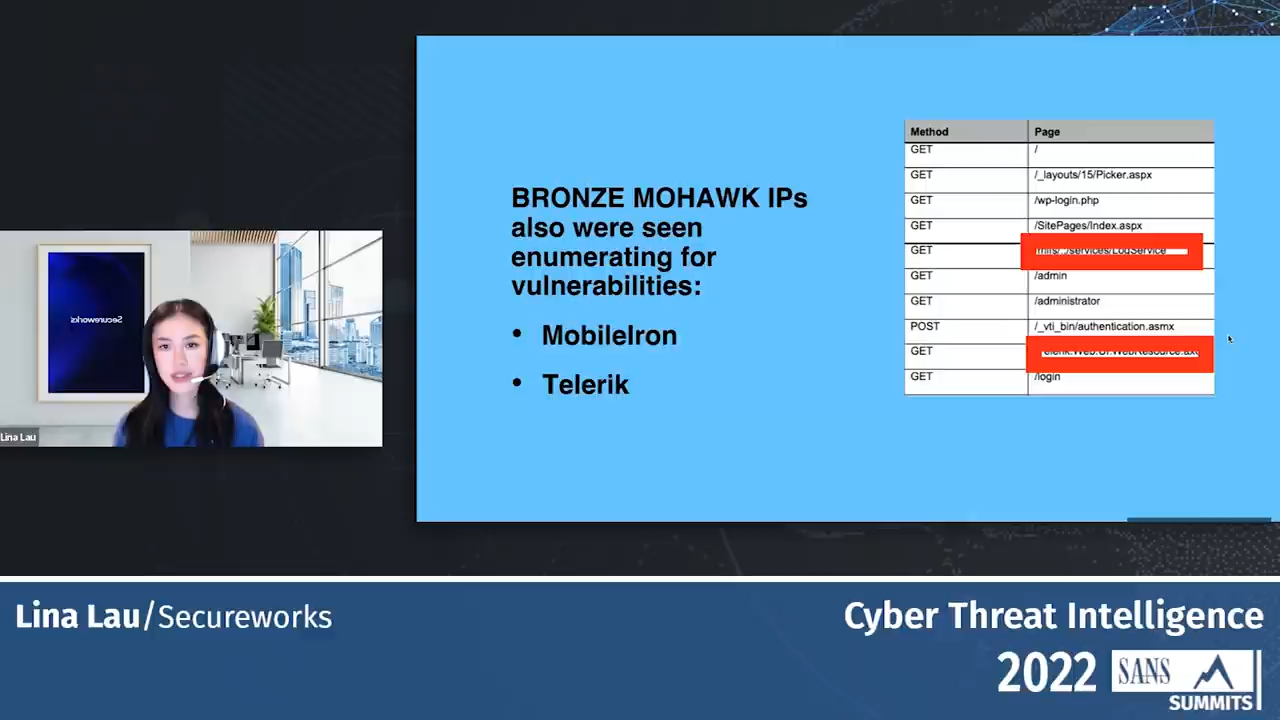 BRONZE MOHAWK IPs
also were seen
enumerating for
vulnerabilities:
• MobileIron
• Telerik
Method Page
GET /
GET /_layouts/15/Picker.aspx
GET /wp-login.php
GET /SitePages/Index.aspx
GET
GET /admin
GET /administrator
POST /_vti_bin/authentication.asmx
GET
GET /login
Secureworks
Lina Lau
Lina Lau/Secureworks
Cyber Threat Intelligence
2022 SANS
SUMMITS